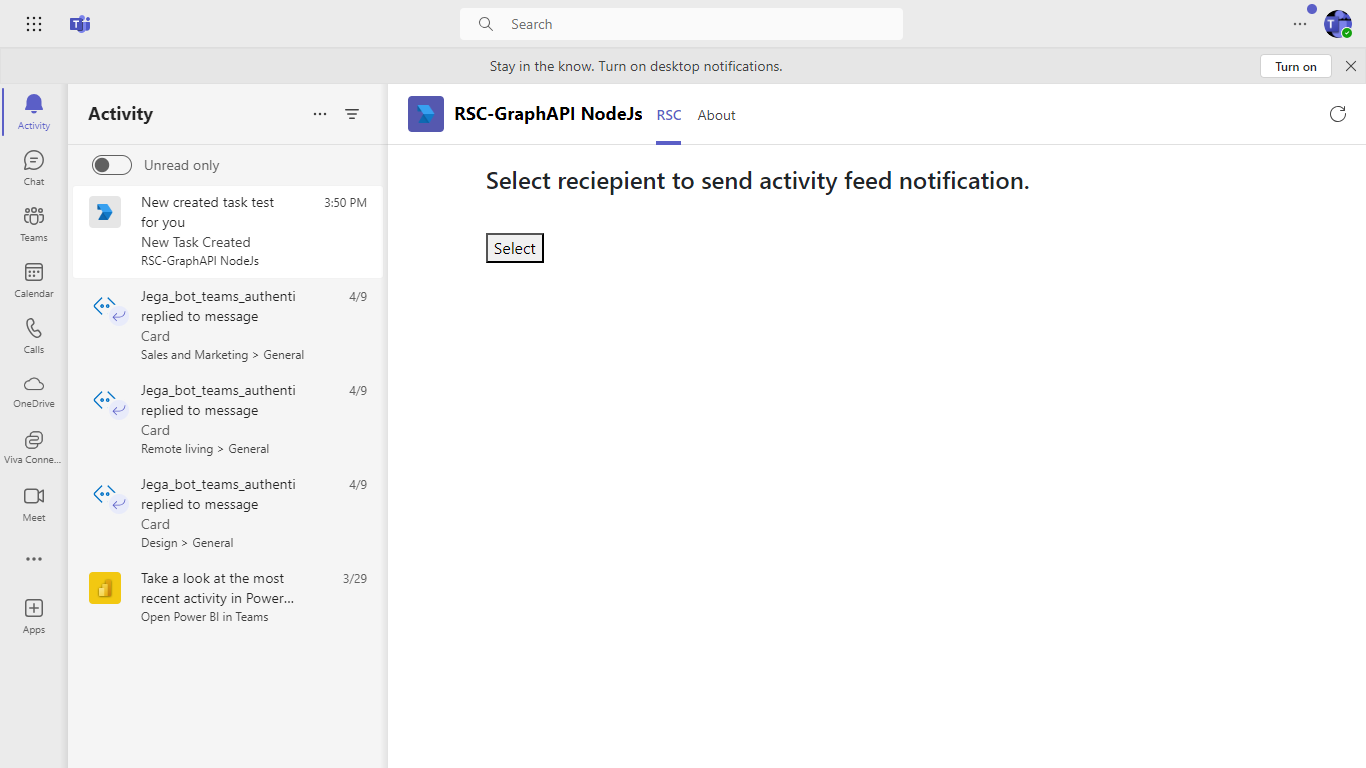 Search
Stay in the know. Turn on desktop notifications.
Turn on
Activity
Chat
Teams
Calendar
Calls
OneDrive
Viva Conne...
Meet
Apps
Activity
Unread only
New created task test
for you
3:50 PM
New Task Created
RSC-GraphAPI NodeJs
Jega_bot_teams_authenti
replied to message
4/9
Card
Sales and Marketing > General
Jega_bot_teams_authenti
replied to message
4/9
Card
Remote living > General
Jega_bot_teams_authenti
replied to message
4/9
Card
Design > General
Take a look at the most
recent activity in Power...
3/29
Open Power BI in Teams
RSC-GraphAPI NodeJs
RSC
About
Select reciepient to send activity feed notification.
Select